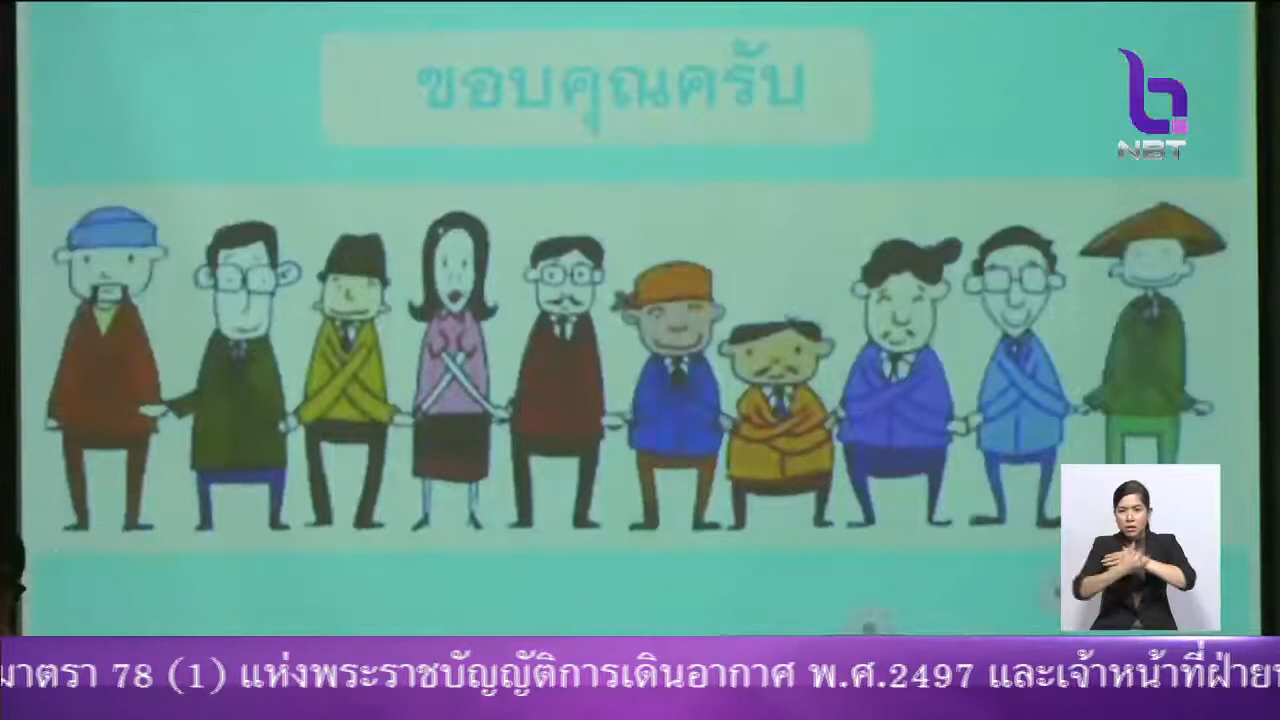 ขอบคุณครับ
NBT
มาตรา 78 (1) แห่งพระราชบัญญัติการเดินอากาศ พ.ศ.2497 และเจ้าหน้าที่ฝ่าย